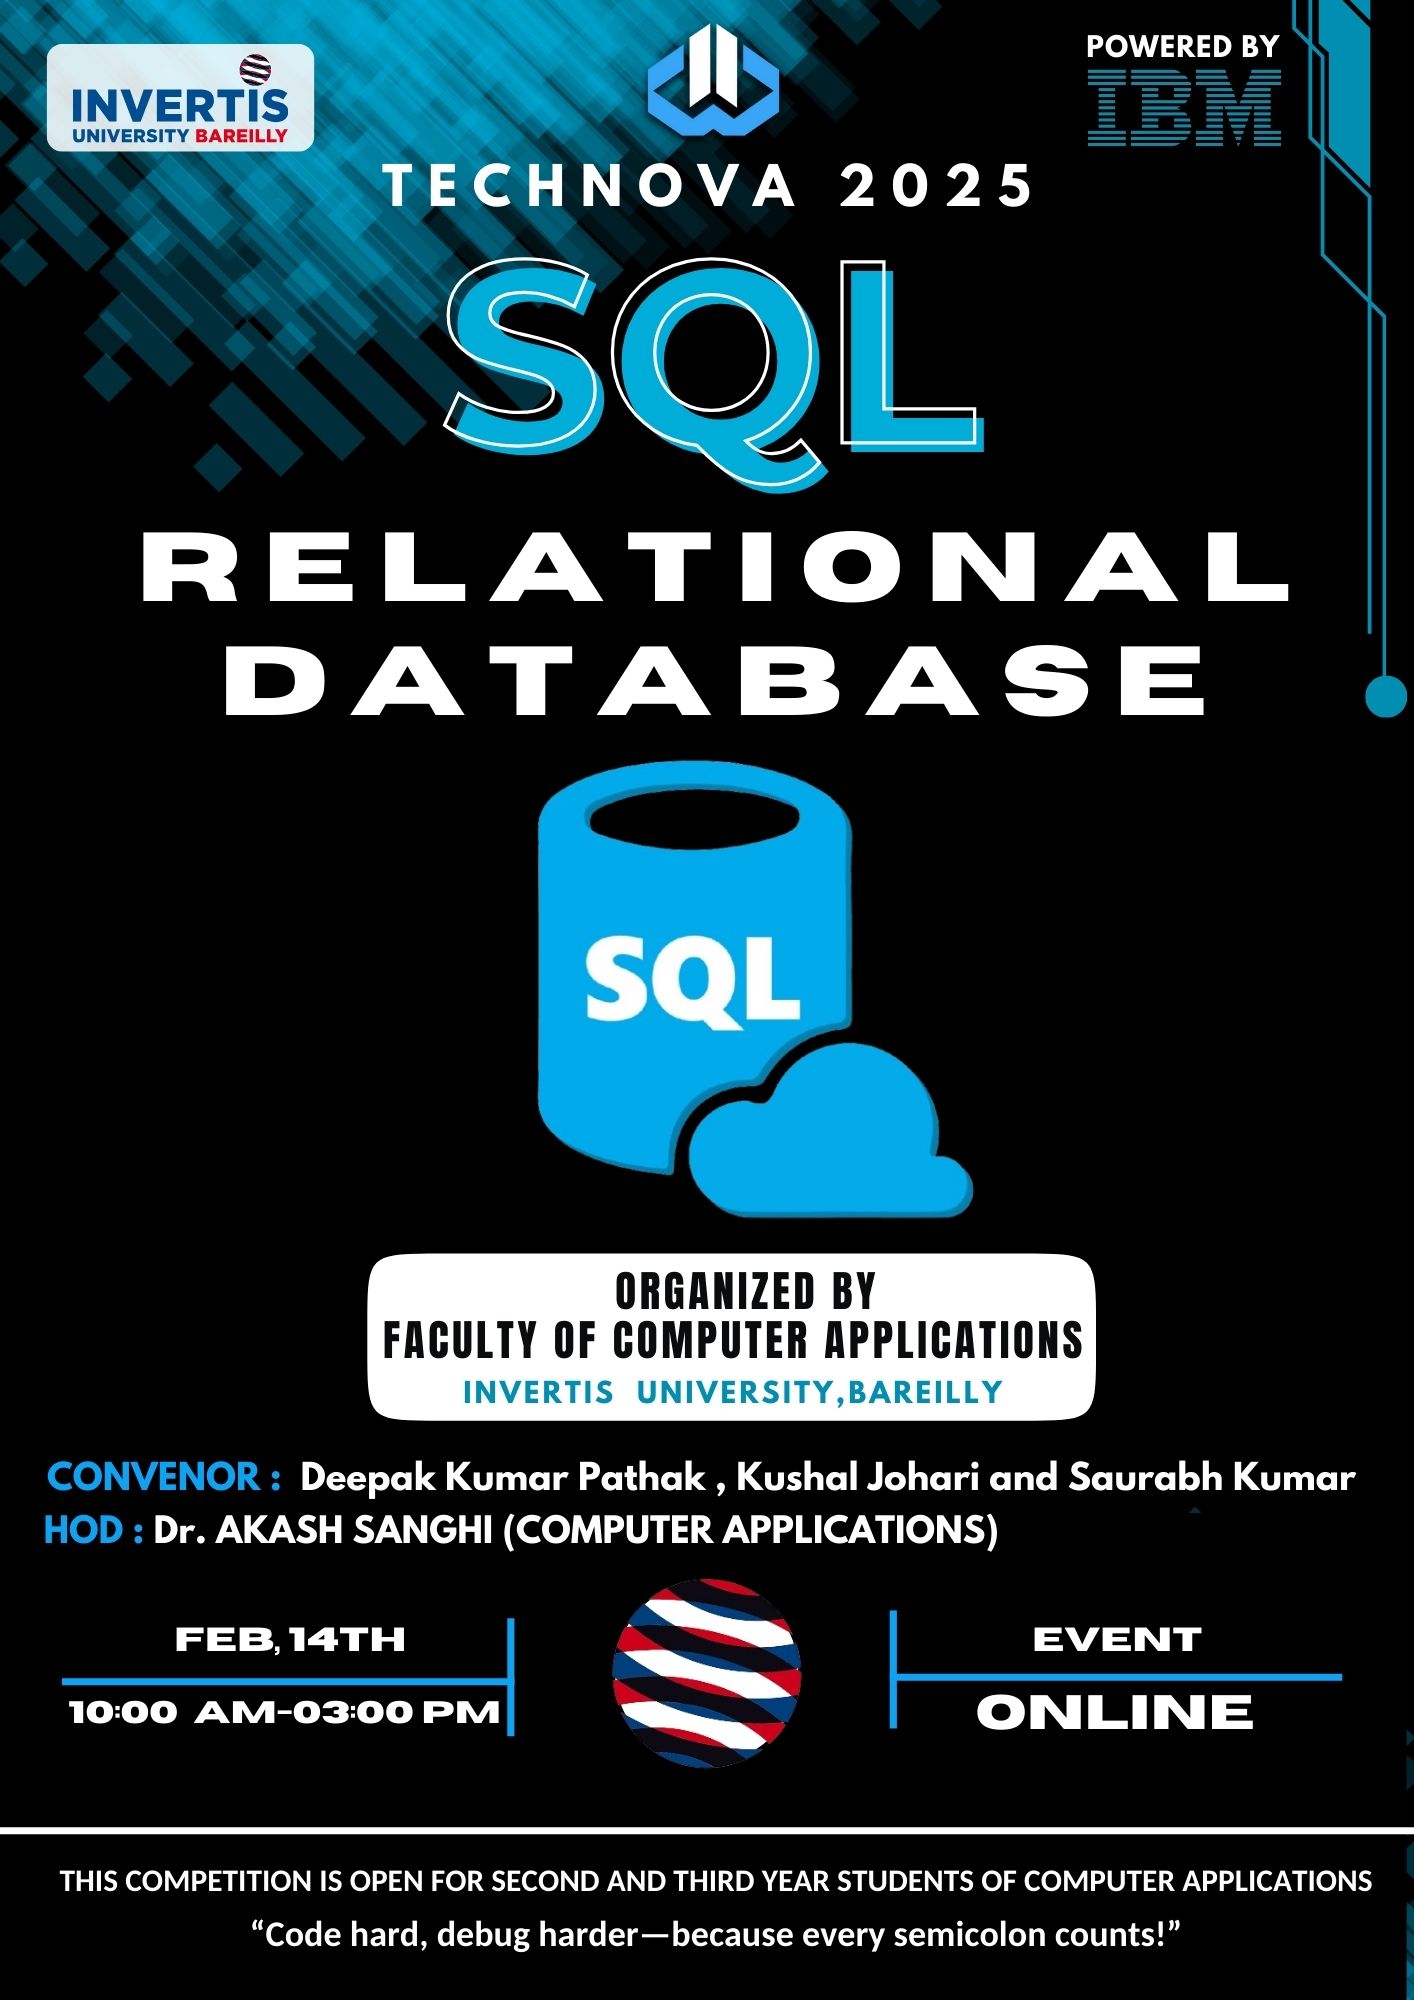 INVERTIS
UNIVERSITY BAREILLY
POWERED BY
IBM
TECHNOVA 2025
SQL
RELATIONAL
DATABASE
SQL
ORGANIZED BY
FACULTY OF COMPUTER APPLICATIONS
INVERTIS UNIVERSITY,BAREILLY
CONVENOR : Deepak Kumar Pathak , Kushal Johari and Saurabh Kumar
HOD : Dr. AKASH SANGHI (COMPUTER APPLICATIONS)
FEB, 14TH
10:00 AM-03:00 PM
EVENT
ONLINE
THIS COMPETITION IS OPEN FOR SECOND AND THIRD YEAR STUDENTS OF COMPUTER APPLICATIONS
“Code hard, debug harder—because every semicolon counts!”